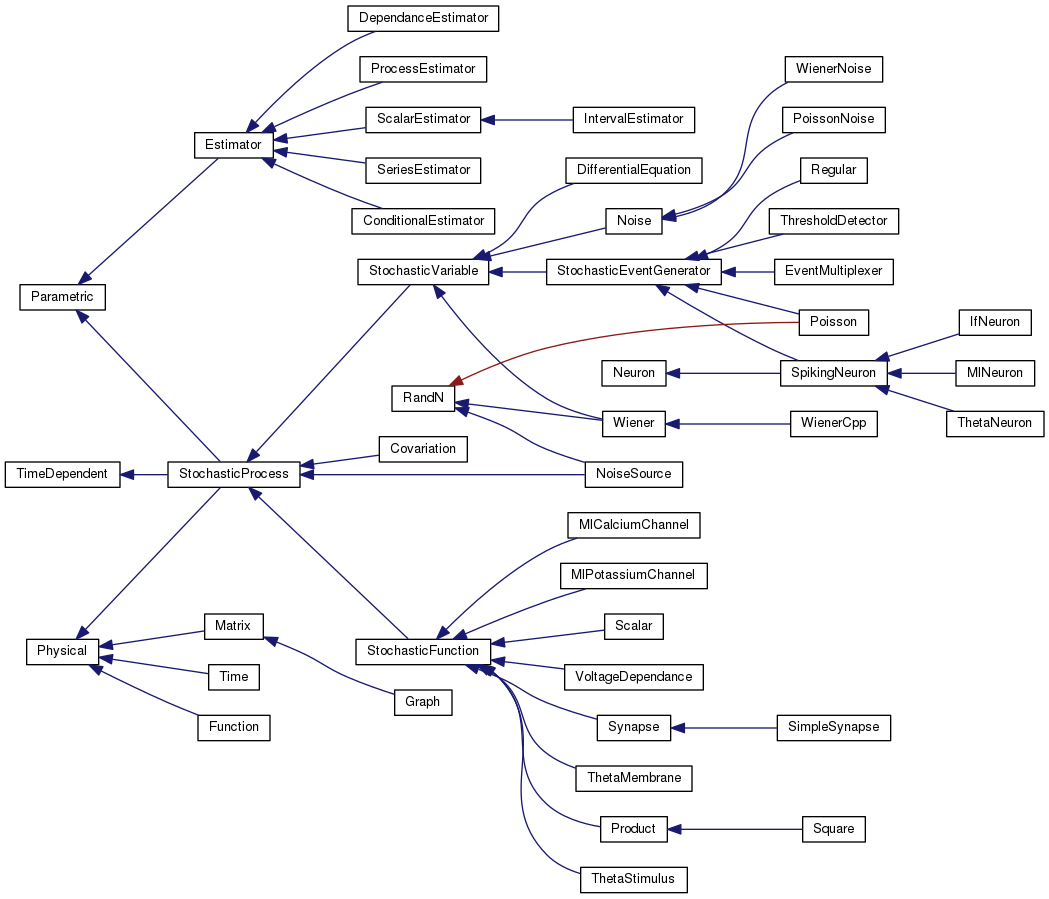 DependanceEstimator
ProcessEstimator
WienerNoise
ScalarEstimator
IntervalEstimator
PoissonNoise
Estimator
SeriesEstimator
DifferentialEquation
Regular
ConditionalEstimator
Noise
ThresholdDetector
StochasticVariable
StochasticEventGenerator
EventMultiplexer
Parametric
Poisson
IfNeuron
Neuron
SpikingNeuron
MlNeuron
RandN
Wiener
WienerCpp
ThetaNeuron
Covariation
TimeDependent
StochasticProcess
NoiseSource
MlCalciumChannel
MlPotassiumChannel
Matrix
Scalar
Physical
StochasticFunction
Time
VoltageDependance
Graph
Function
Synapse
SimpleSynapse
ThetaMembrane
Product
Square
ThetaStimulus